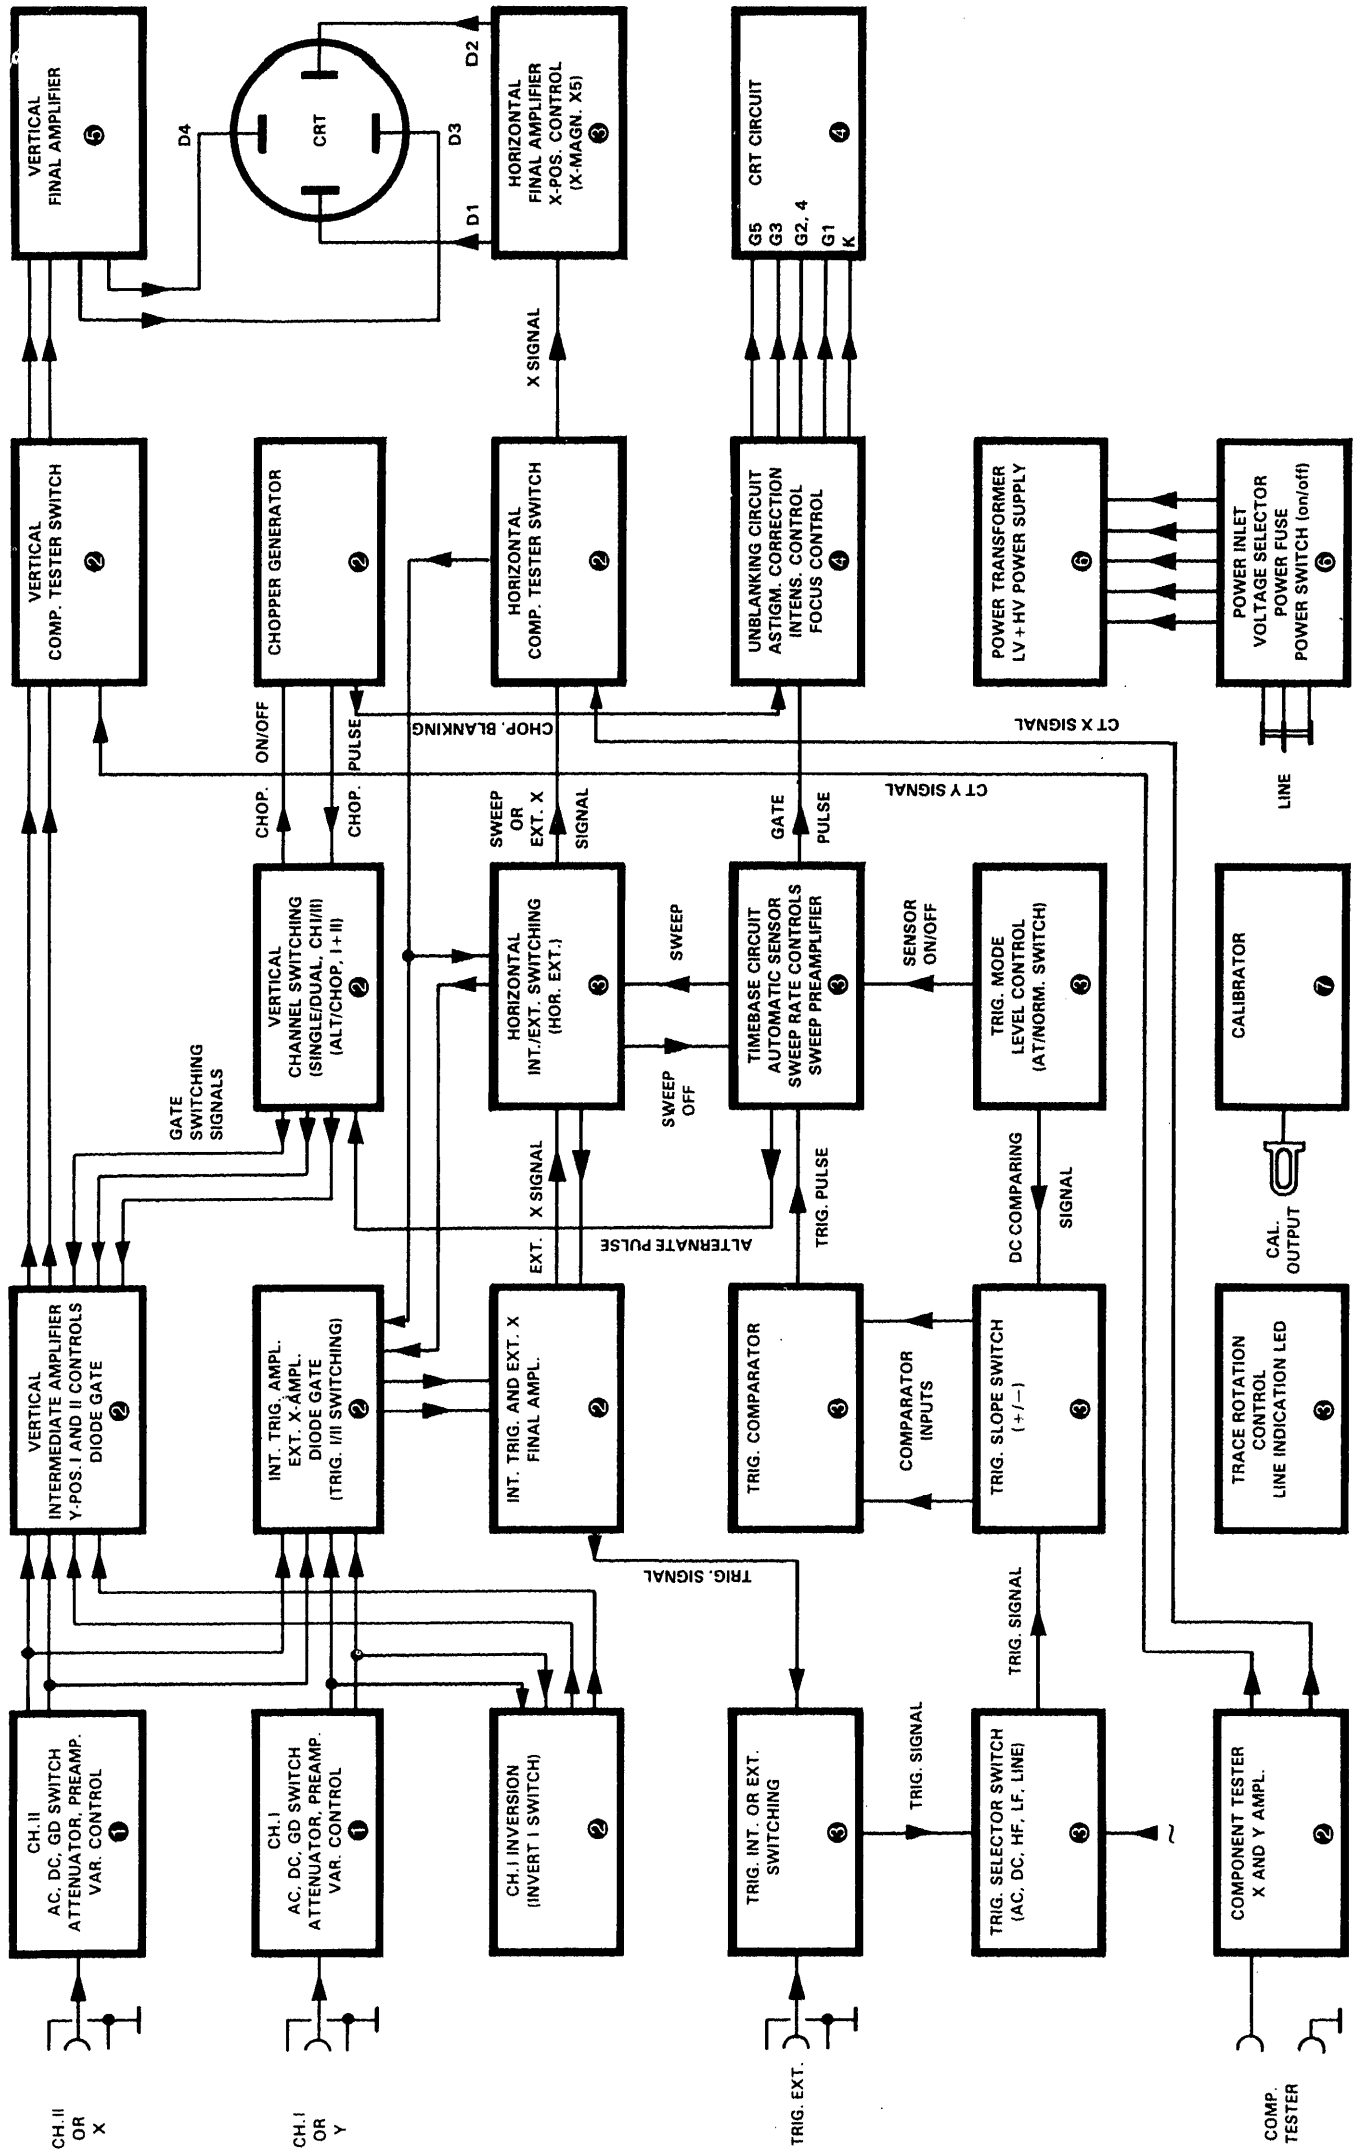 CH. II
OR
X
CH. II
AC, DC, GD SWITCH
ATTENUATOR, PREAMP.
VAR. CONTROL
1
VERTICAL
INTERMEDIATE AMPLIFIER
Y-POS. I AND II CONTROLS
DIODE GATE
2
GATE
SWITCHING
SIGNALS
VERTICAL
COMP. TESTER SWITCH
2
VERTICAL
FINAL AMPLIFIER
5
CH. I
OR
Y
CH. I
AC, DC, GD SWITCH
ATTENUATOR, PREAMP.
VAR. CONTROL
1
INT. TRIG. AMPL.
EXT. X-AMPL.
DIODE GATE
(TRIG. I/II SWITCHING)
2
VERTICAL
CHANNEL SWITCHING
(SINGLE/DUAL, CHI/II)
(ALT/CHOP, I+II)
2
CHOP. ON/OFF
CHOP. PULSE
CHOPPER GENERATOR
2
D4
CRT
D3
D1
D2
CH. I INVERSION
(INVERT I SWITCH)
2
INT. TRIG. AND EXT. X
FINAL AMPL.
2
EXT. X SIGNAL
HORIZONTAL
INT./EXT. SWITCHING
(HOR. EXT.)
3
SWEEP
OR
EXT. X
SIGNAL
CHOP. BLANKING
HORIZONTAL
COMP. TESTER SWITCH
2
X SIGNAL
HORIZONTAL
FINAL AMPLIFIER
X-POS. CONTROL
(X-MAGN. X5)
3
TRIG. SIGNAL
ALTERNATE PULSE
SWEEP
OFF
SWEEP
TRIG. EXT.
TRIG. INT. OR EXT.
SWITCHING
3
TRIG. COMPARATOR
3
TRIG. PULSE
TIMEBASE CIRCUIT
AUTOMATIC SENSOR
SWEEP RATE CONTROLS
SWEEP PREAMPLIFIER
3
GATE
PULSE
UNBLANKING CIRCUIT
ASTIGM. CORRECTION
INTENS. CONTROL
FOCUS CONTROL
4
G5
G3
G2, 4
G1
K
CRT CIRCUIT
4
TRIG. SIGNAL
COMPARATOR
INPUTS
SENSOR
ON/OFF
CT Y SIGNAL
CT X SIGNAL
~
TRIG. SELECTOR SWITCH
(AC, DC, HF, LF, LINE)
3
TRIG. SIGNAL
TRIG. SLOPE SWITCH
(+/−)
3
DC COMPARING
SIGNAL
TRIG. MODE
LEVEL CONTROL
(AT/NORM. SWITCH)
3
POWER TRANSFORMER
LV+HV POWER SUPPLY
6
COMP.
TESTER
COMPONENT TESTER
X AND Y AMPL.
2
TRACE ROTATION
CONTROL
LINE INDICATION LED
3
CAL.
OUTPUT
CALIBRATOR
7
LINE
POWER INLET
VOLTAGE SELECTOR
POWER FUSE
POWER SWITCH (on/off)
6